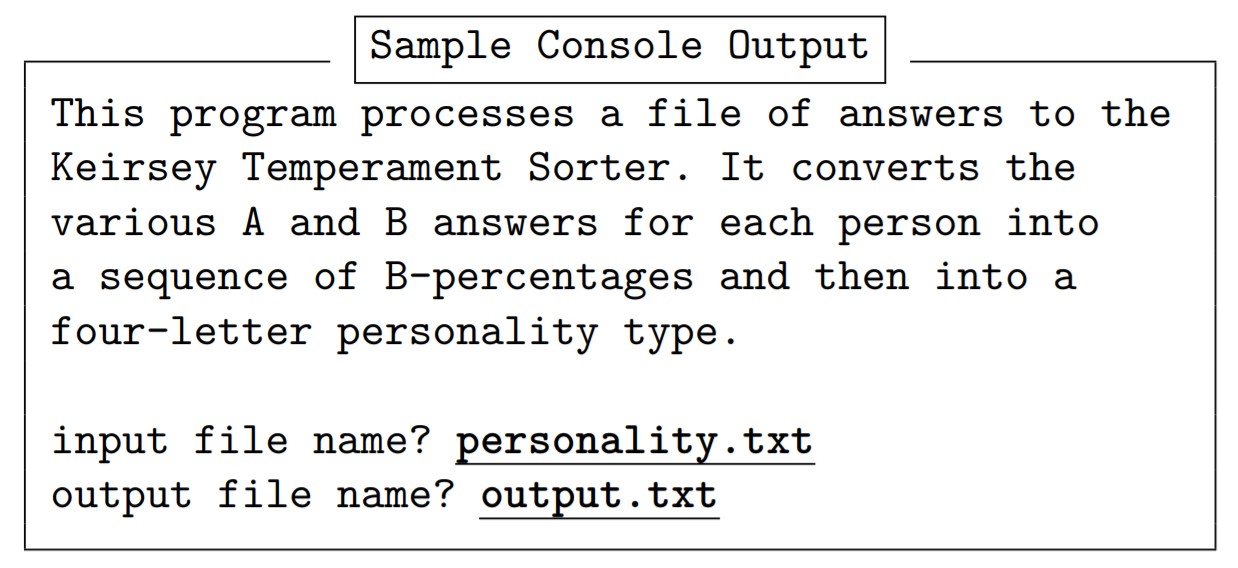 Sample Console Output
This program processes a file of answers to the
Keirsey Temperament Sorter. It converts the
various A and B answers for each person into
a sequence of B-percentages and then into a
four-letter personality type.
input file name? personality.txt
output file name? output.txt